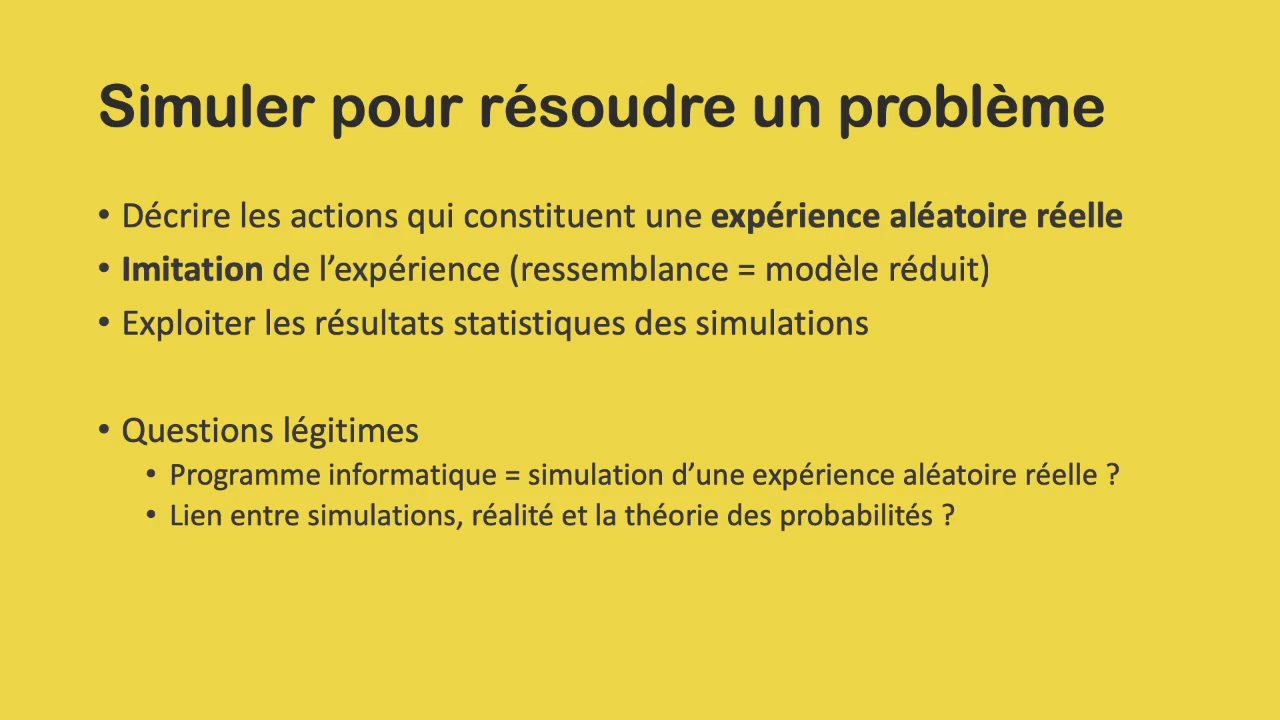 Simuler pour résoudre un problème
• Décrire les actions qui constituent une expérience aléatoire réelle
• Imitation de l’expérience (ressemblance = modèle réduit)
• Exploiter les résultats statistiques des simulations
• Questions légitimes
• Programme informatique = simulation d’une expérience aléatoire réelle ?
• Lien entre simulations, réalité et la théorie des probabilités ?